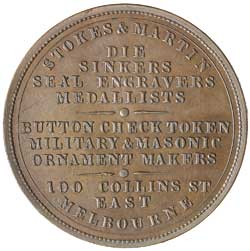 STOKES & MARTIN
DIE
SINKERS
SEAL ENGRAVERS
MEDALLISTS
BUTTON CHECK TOKEN
MILITARY & MASONIC
ORNAMENT MAKERS
100 COLLINS ST
EAST
MELBOURNE